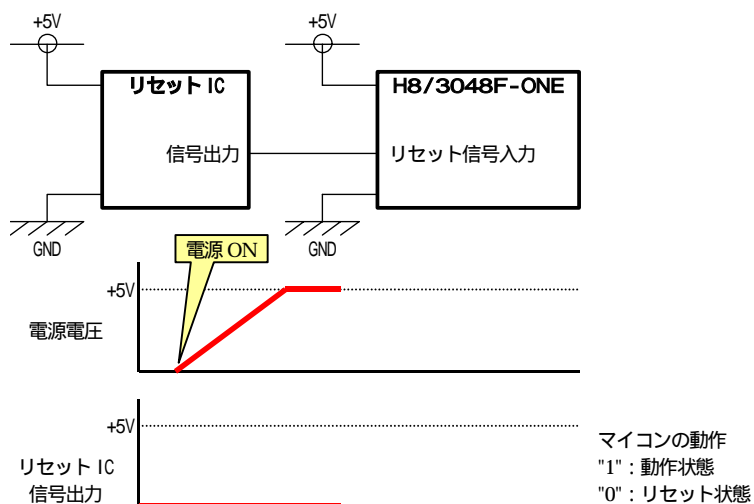 +5V +5V
リセット IC H8/3048F-ONE
信号出力 リセット信号入力
GND GND
電源 ON
+5V
電源電圧
+5V
リセット IC
信号出力
マイコンの動作
"1"：動作状態
"0"：リセット状態